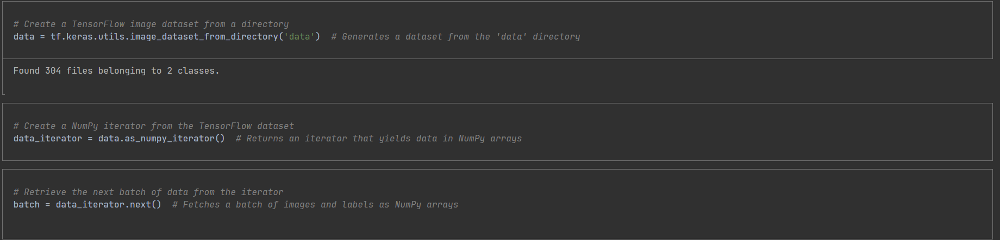 # Create a TensorFlow image dataset from a directory
data = tf.keras.utils.image_dataset_from_directory('data')  # Generates a dataset from the 'data' directory
Found 304 files belonging to 2 classes.
# Create a NumPy iterator from the TensorFlow dataset
data_iterator = data.as_numpy_iterator()  # Returns an iterator that yields data in NumPy arrays
# Retrieve the next batch of data from the iterator
batch = data_iterator.next()  # Fetches a batch of images and labels as NumPy arrays